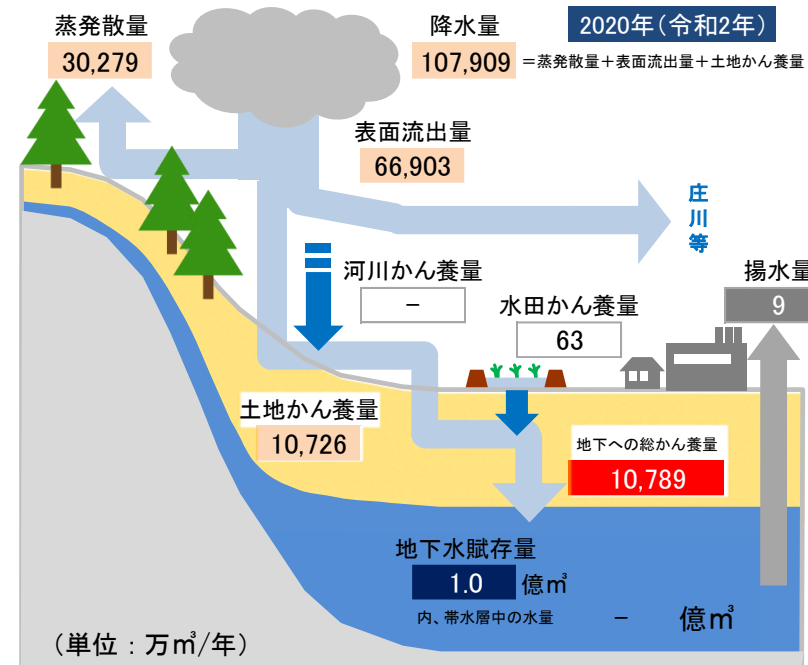 2020年(令和2年)
蒸発散量
30,279
降水量
107,909 =蒸発散量+表面流出量+土地かん養量
表面流出量
66,903
庄川等
河川かん養量
−
水田かん養量
63
揚水量
9
土地かん養量
10,726
地下への総かん養量
10,789
地下水賦存量
1.0 億㎥
内、帯水層中の水量 − 億㎥
(単位:万㎥/年)